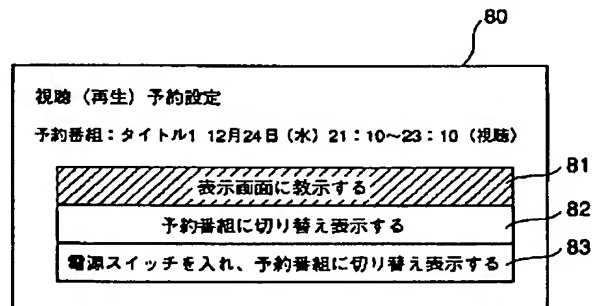 80
視聴（再生）予約設定
予約番組：タイトル1 12月24日（水）21：10～23：10（視聴）
表示画面に教示する 81
予約番組に切り替え表示する 82
電源スイッチを入れ、予約番組に切り替え表示する 83